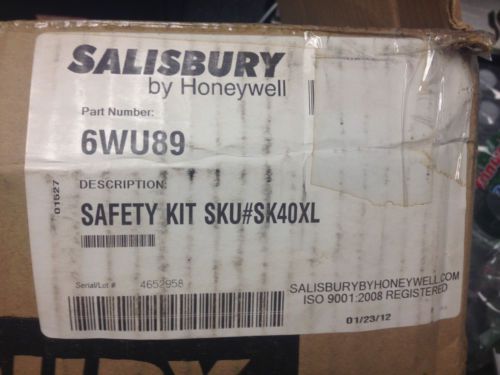 SALISBURY
by Honeywell
Part Number:
6WU89
01527
DESCRIPTION:
SAFETY KIT SKU#SK40XL
Serial/Lot # 4652958
SALISBURYBYHONEYWELL.COM
ISO 9001:2008 REGISTERED
01/23/12